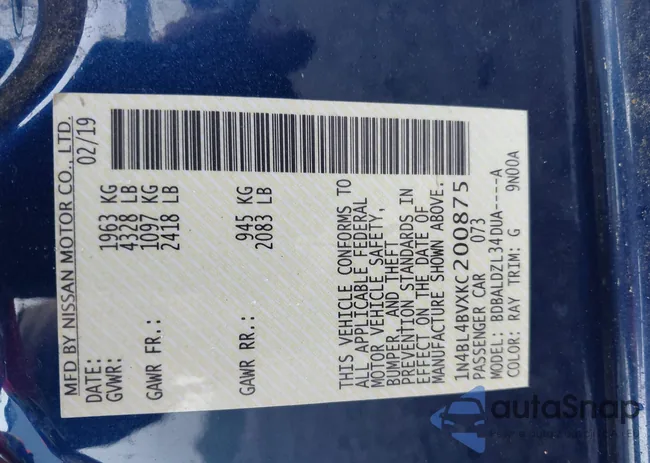 MFD BY NISSAN MOTOR CO., LTD.
DATE: 02/19
GVWR: 1963 KG
4328 LB
GAWR FR.: 1097 KG
2418 LB
GAWR RR.: 945 KG
2083 LB
THIS VEHICLE CONFORMS TO
ALL APPLICABLE FEDERAL
MOTOR VEHICLE SAFETY,
BUMPER, AND THEFT
PREVENTION STANDARDS IN
EFFECT ON THE DATE OF
MANUFACTURE SHOWN ABOVE.
1N4BL4BVXKC200875
PASSENGER CAR 073
MODEL: BDBALDZL34DUA----A
COLOR: RAY TRIM: G 9N00A
autoSnap